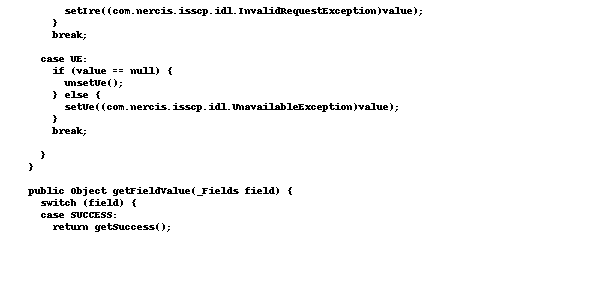 setIre((com.nercis.isscp.idl.InvalidRequestException)value);
}
break;
case UE:
if (value == null) {
unsetUe();
} else {
setUe((com.nercis.isscp.idl.UnavailableException)value);
}
break;
}
}
public Object getFieldValue(_Fields field) {
switch (field) {
case SUCCESS:
return getSuccess();